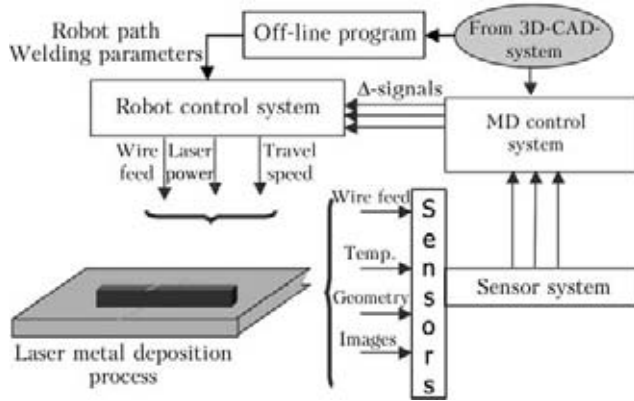 Robot path
Welding parameters
Off-line program
From 3D-CAD-
system
Robot control system
Δ-signals
MD control
system
Wire
feed
Laser
power
Travel
speed
Wire feed
Temp.
Geometry
Images
Sensors
Sensor system
Laser metal deposition
process